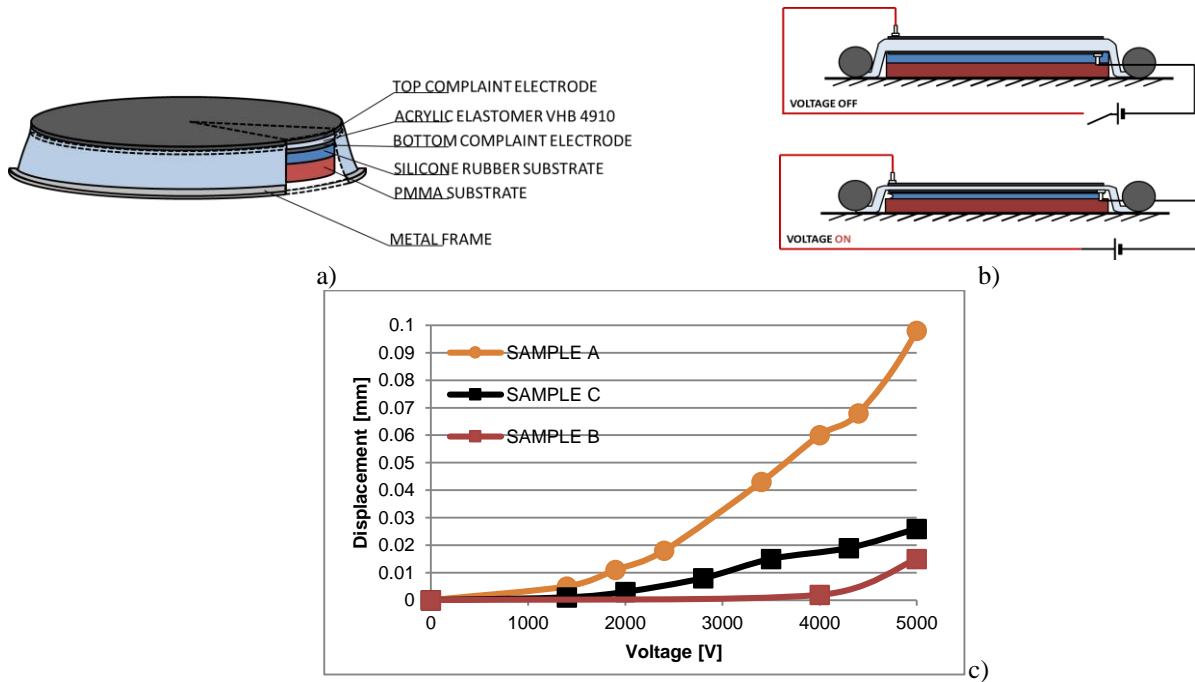 TOP COMPLAINT ELECTRODE
ACRYLIC ELASTOMER VHB 4910
BOTTOM COMPLAINT ELECTRODE
SILICONE RUBBER SUBSTRATE
PMMA SUBSTRATE
METAL FRAME
a)
VOLTAGE OFF
VOLTAGE ON
b)
0.1
0.09
0.08
0.07
0.06
0.05
0.04
0.03
0.02
0.01
0
Displacement [mm]
SAMPLE A
SAMPLE C
SAMPLE B
0 1000 2000 3000 4000 5000
Voltage [V]
c)